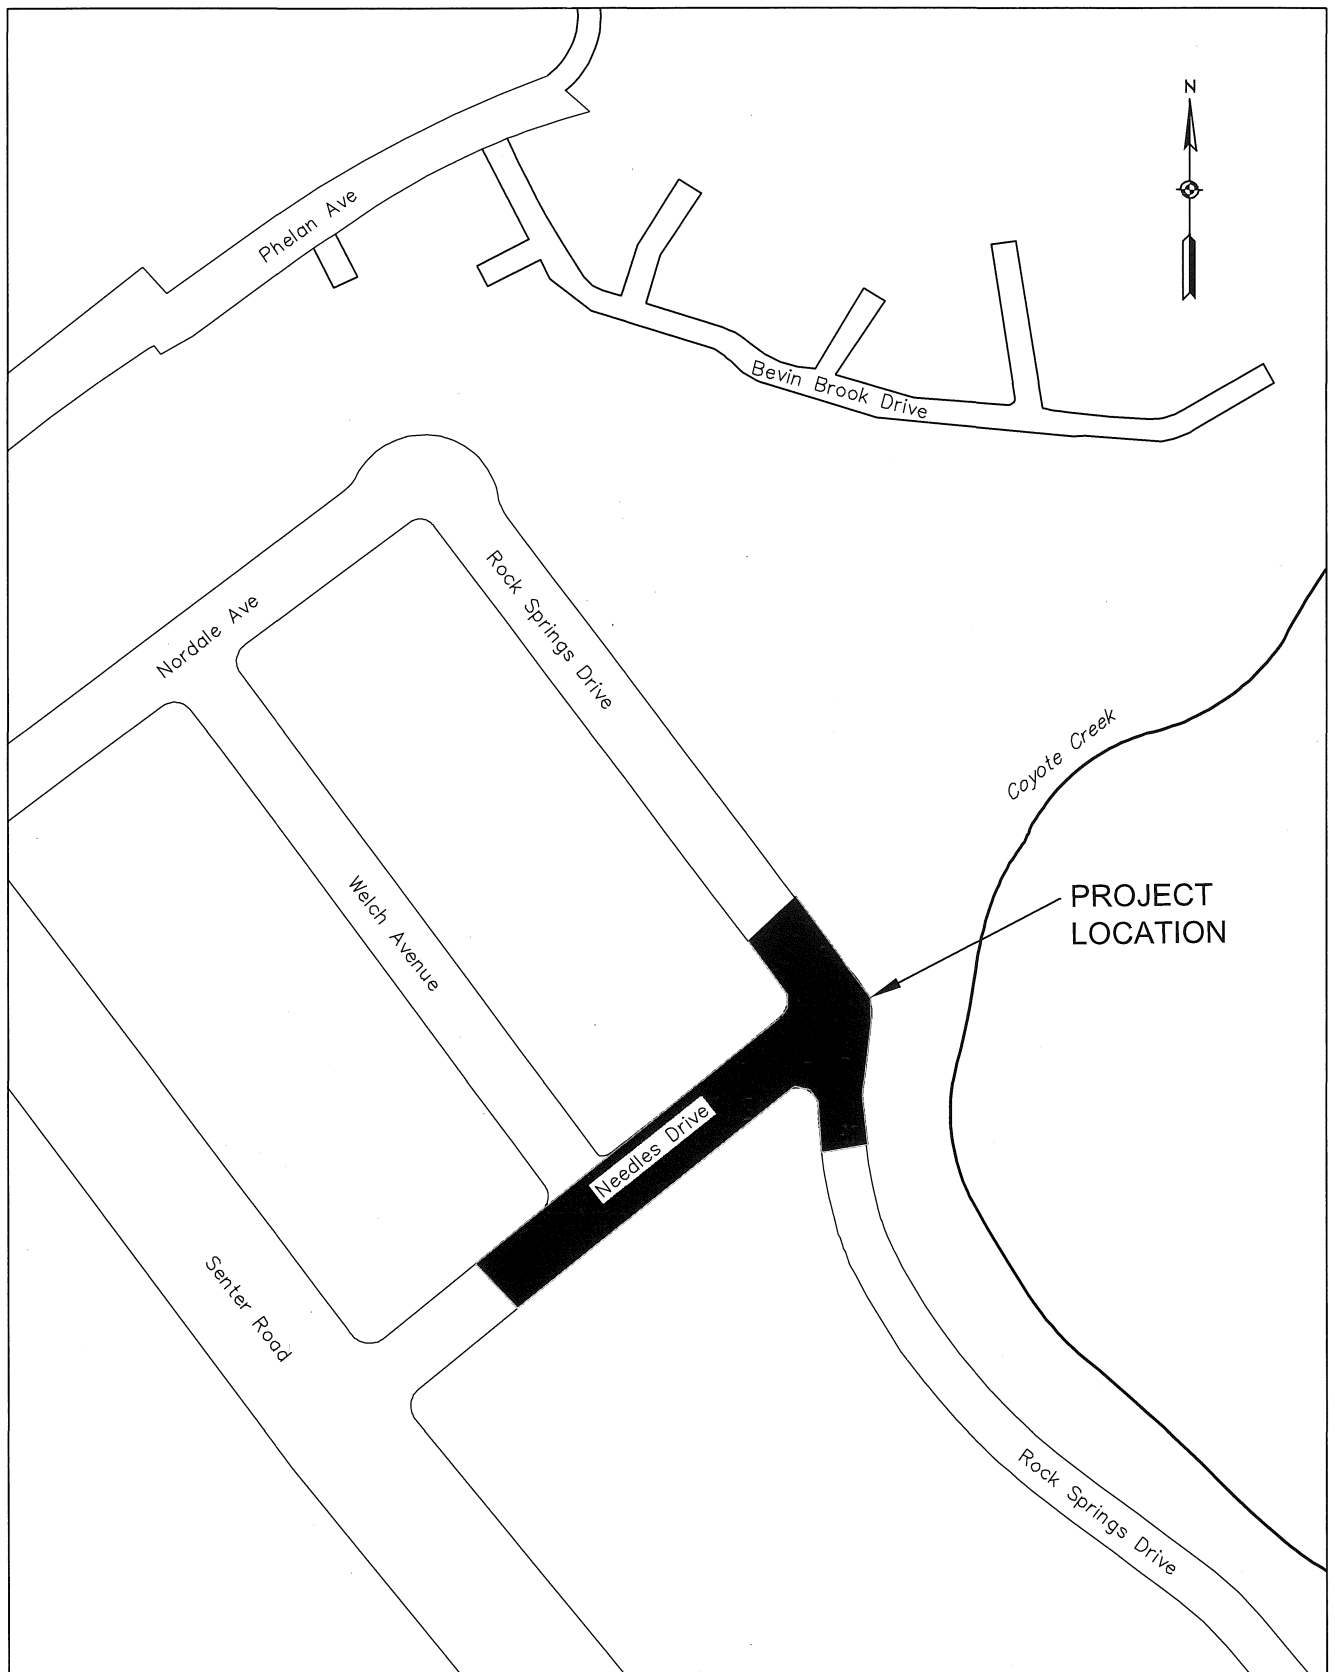 N
Phelan Ave
Bevin Brook Drive
Rock Springs Drive
Nordale Ave
Coyote Creek
Welch Avenue
PROJECT
LOCATION
Needles Drive
Senter Road
Rock Springs Drive